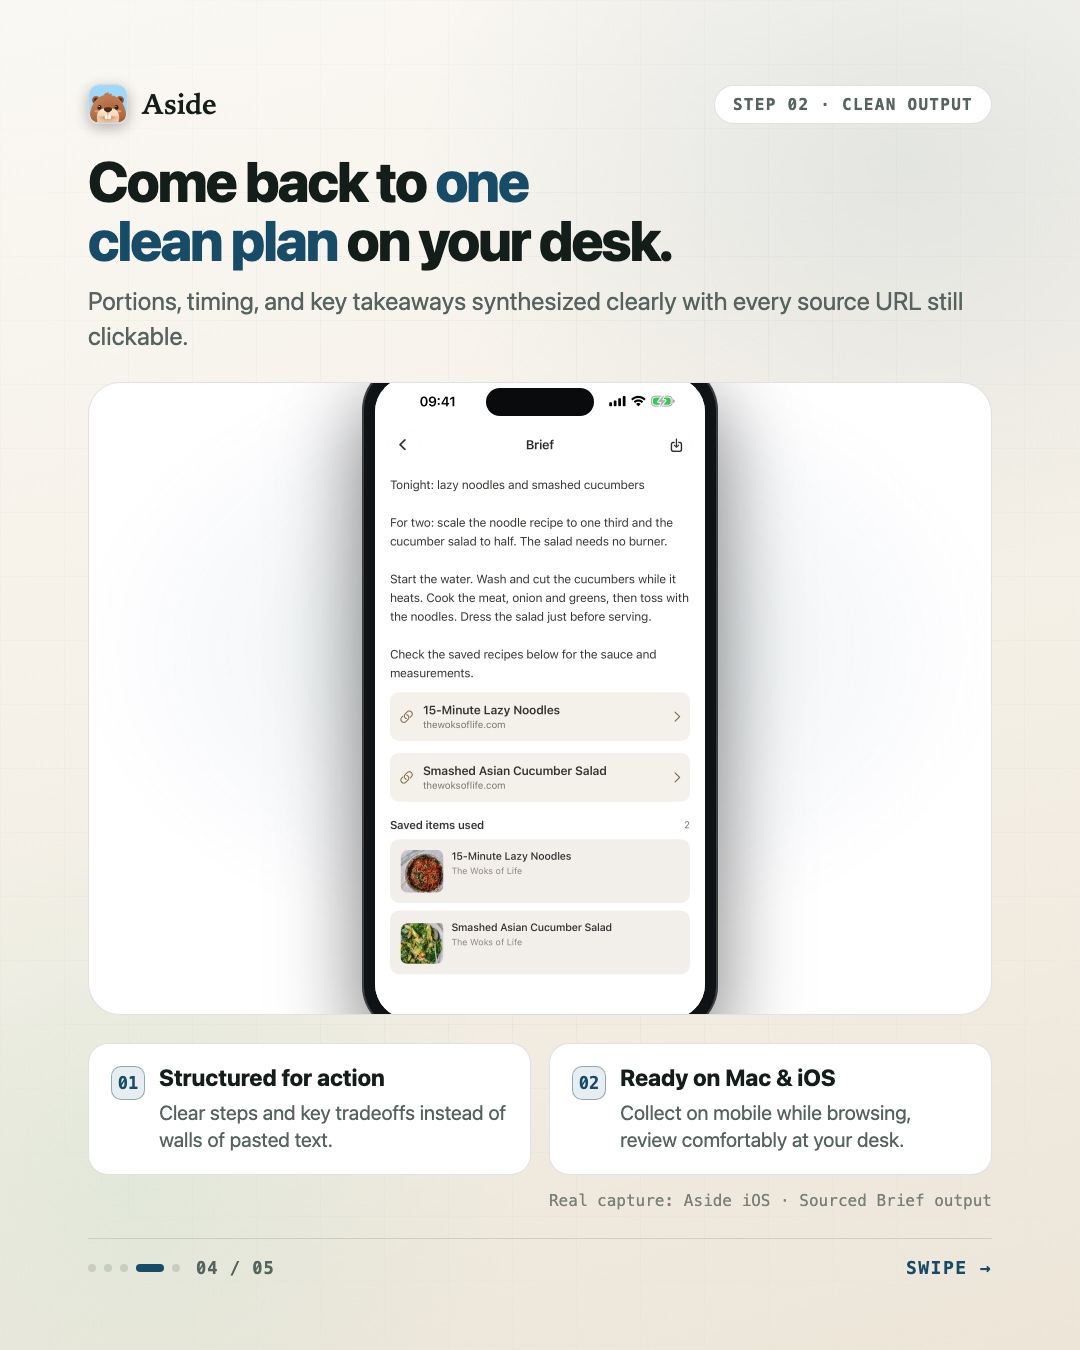 Aside
STEP 02 · CLEAN OUTPUT
Come back to one
clean plan on your desk.
Portions, timing, and key takeaways synthesized clearly with every source URL still
clickable.
09:41
Brief
Tonight: lazy noodles and smashed cucumbers
For two: scale the noodle recipe to one third and the
cucumber salad to half. The salad needs no burner.
Start the water. Wash and cut the cucumbers while it
heats. Cook the meat, onion and greens, then toss with
the noodles. Dress the salad just before serving.
Check the saved recipes below for the sauce and
measurements.
15-Minute Lazy Noodles
thewoksoflife.com
Smashed Asian Cucumber Salad
thewoksoflife.com
Saved items used 2
15-Minute Lazy Noodles
The Woks of Life
Smashed Asian Cucumber Salad
The Woks of Life
01 Structured for action
Clear steps and key tradeoffs instead of
walls of pasted text.
02 Ready on Mac & iOS
Collect on mobile while browsing,
review comfortably at your desk.
Real capture: Aside iOS · Sourced Brief output
04 / 05
SWIPE →